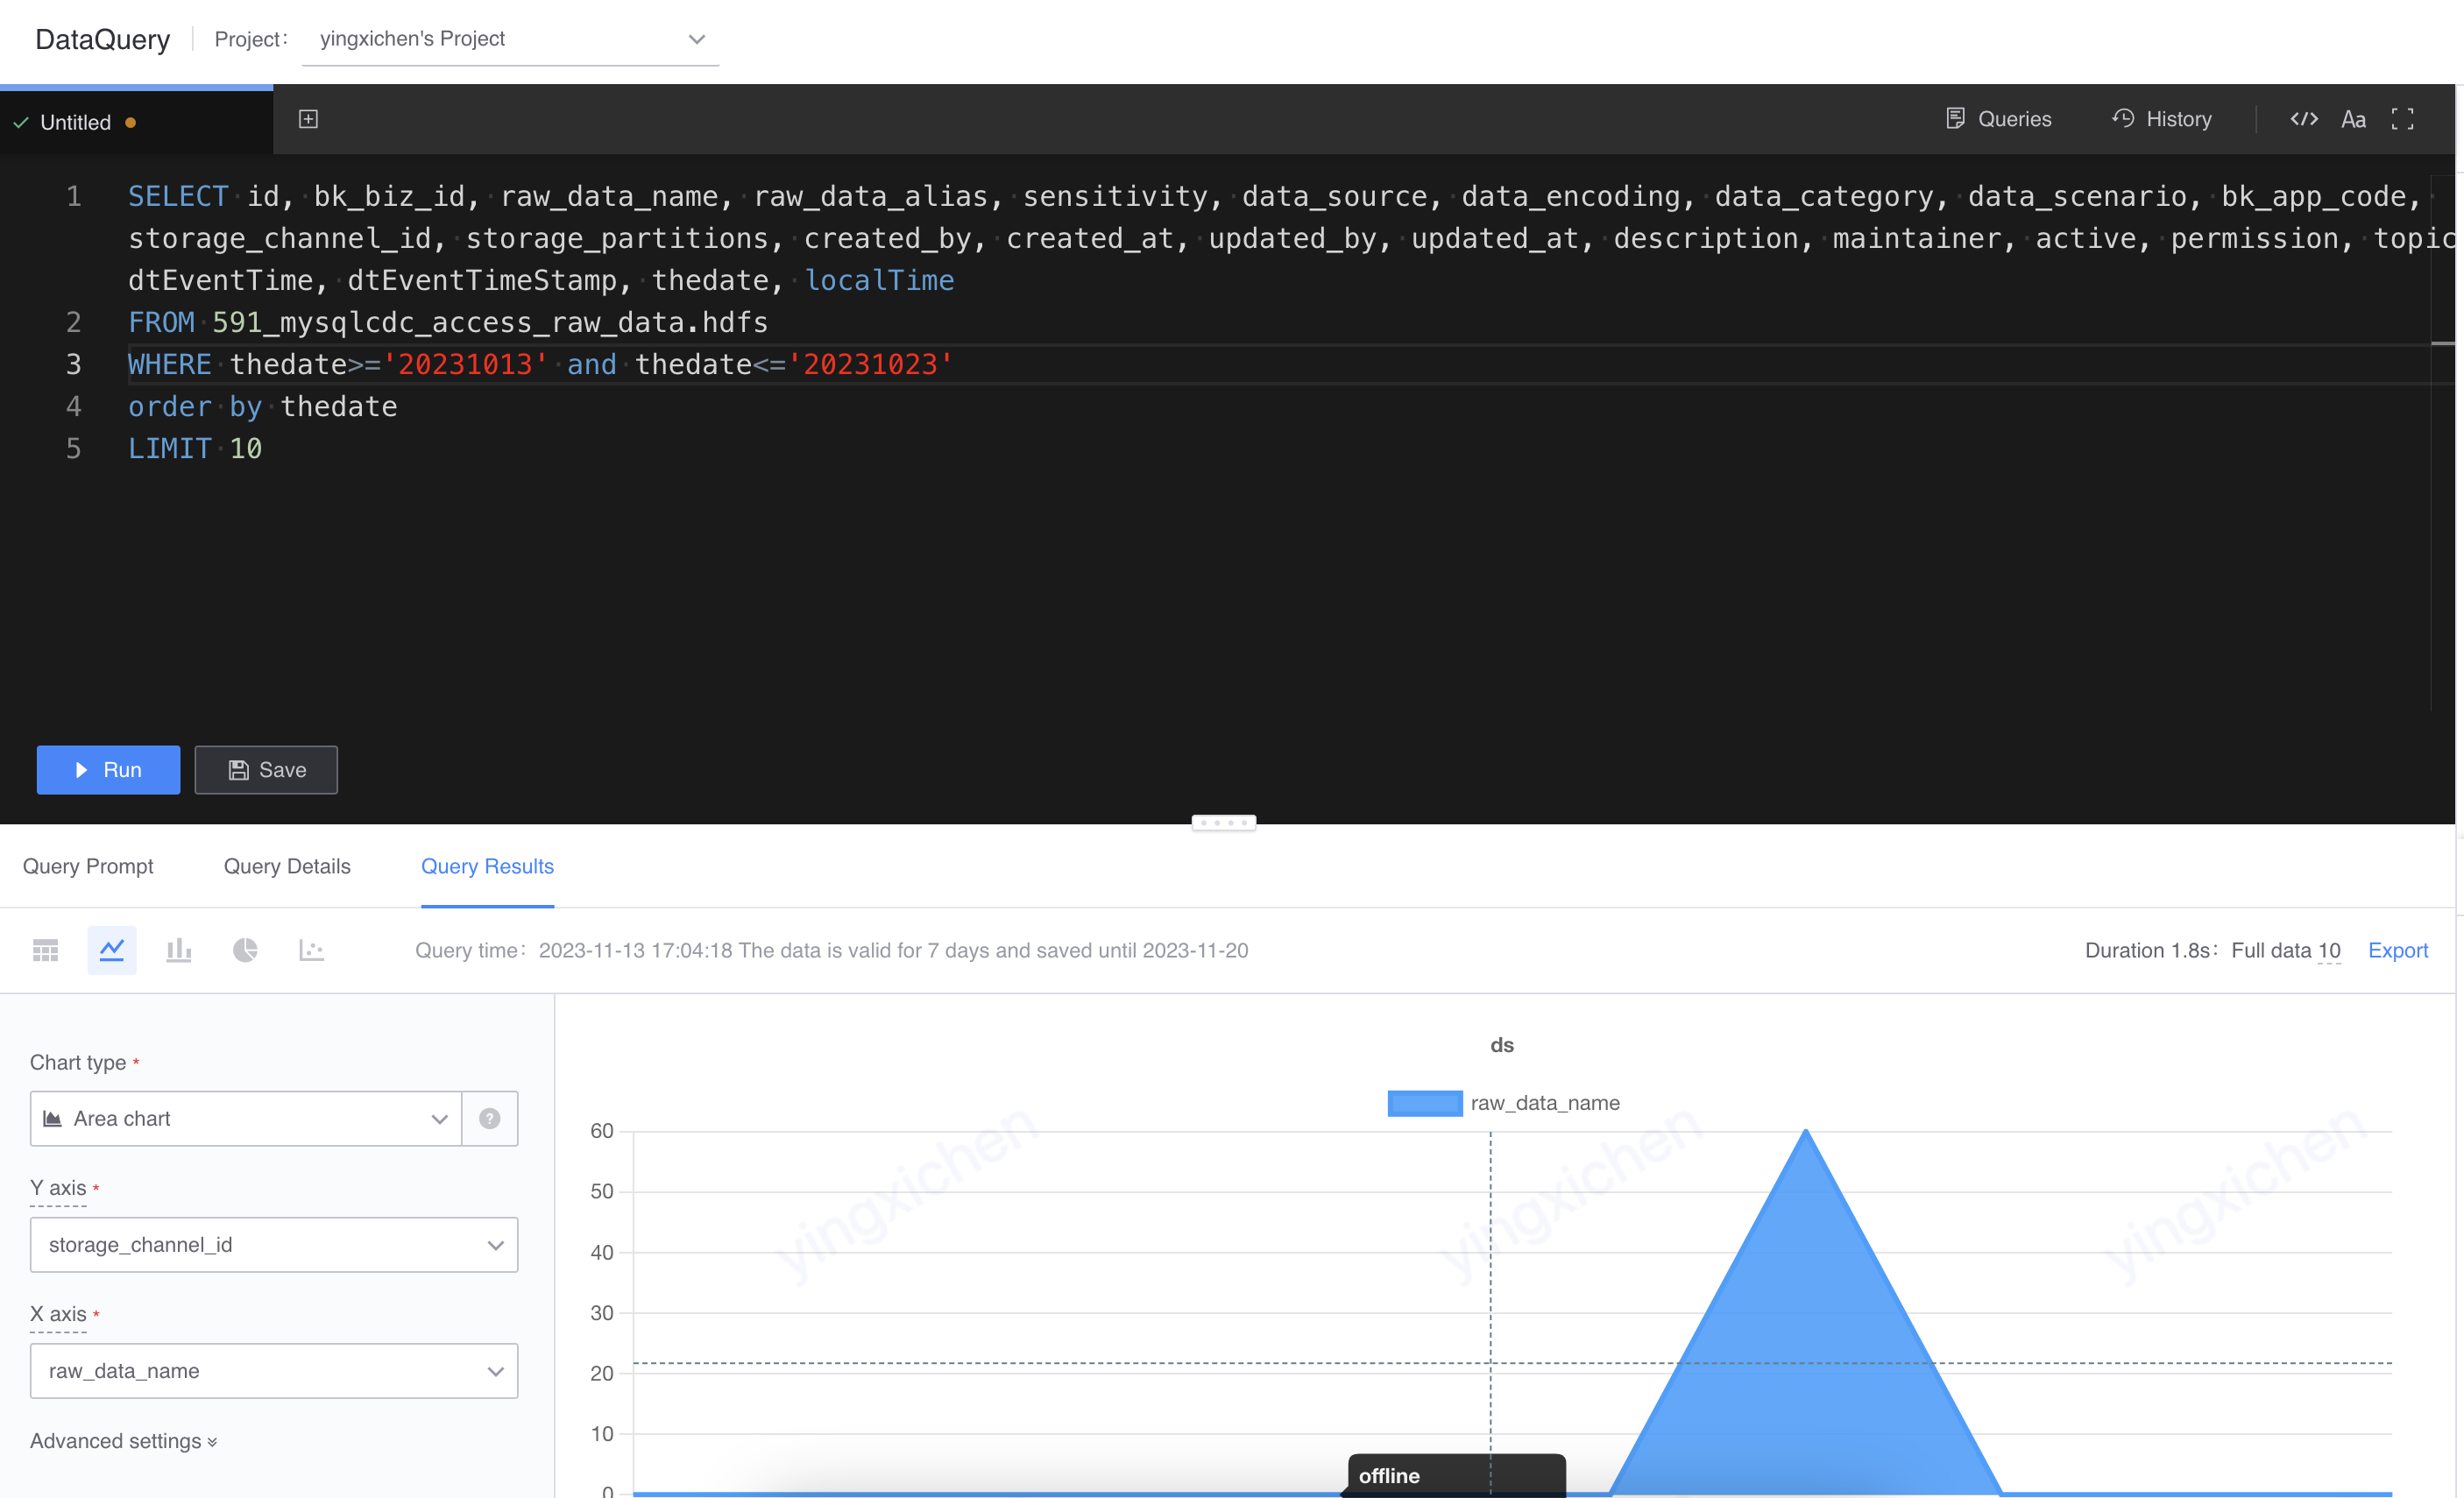 DataQuery Project: yingxichen's Project
Untitled Queries History Aa
1 SELECT id, bk_biz_id, raw_data_name, raw_data_alias, sensitivity, data_source, data_encoding, data_category, data_scenario, bk_app_code,
storage_channel_id, storage_partitions, created_by, created_at, updated_by, updated_at, description, maintainer, active, permission, topic
dtEventTime, dtEventTimeStamp, thedate, localTime
2 FROM 591_mysqlcdc_access_raw_data.hdfs
3 WHERE thedate>='20231013' and thedate<='20231023'
4 order by thedate
5 LIMIT 10
Run Save
Query Prompt Query Details Query Results
Query time: 2023-11-13 17:04:18 The data is valid for 7 days and saved until 2023-11-20 Duration 1.8s: Full data 10 Export
Chart type *
Area chart ?
Y axis *
storage_channel_id
X axis *
raw_data_name
Advanced settings
ds
raw_data_name
60
50
40
30
20
10
0
offline
yingxichen yingxichen yingxichen